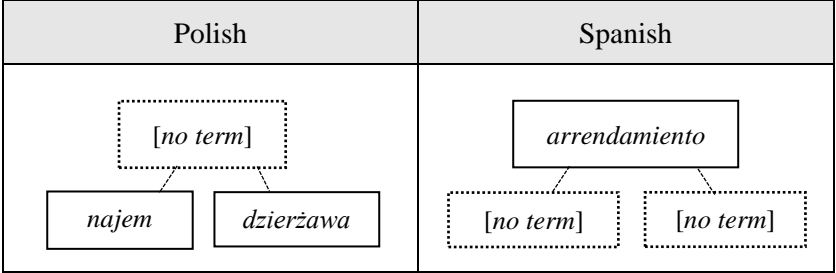 Polish
Spanish
[no term]
najem
dzierżawa
arrendamiento
[no term]
[no term]